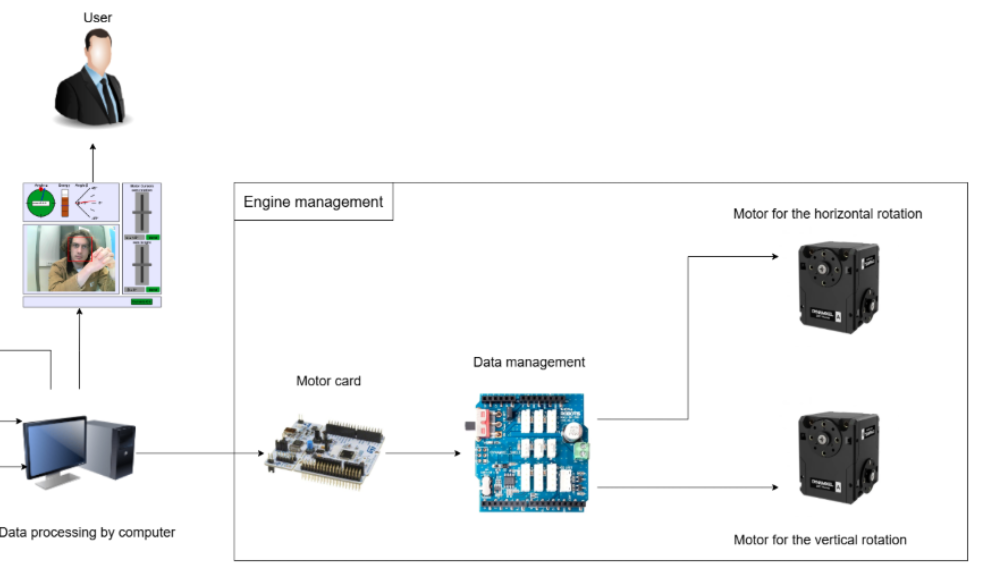 User
Engine management
Motor for the horizontal rotation
Data management
Motor card
Data processing by computer
Motor for the vertical rotation